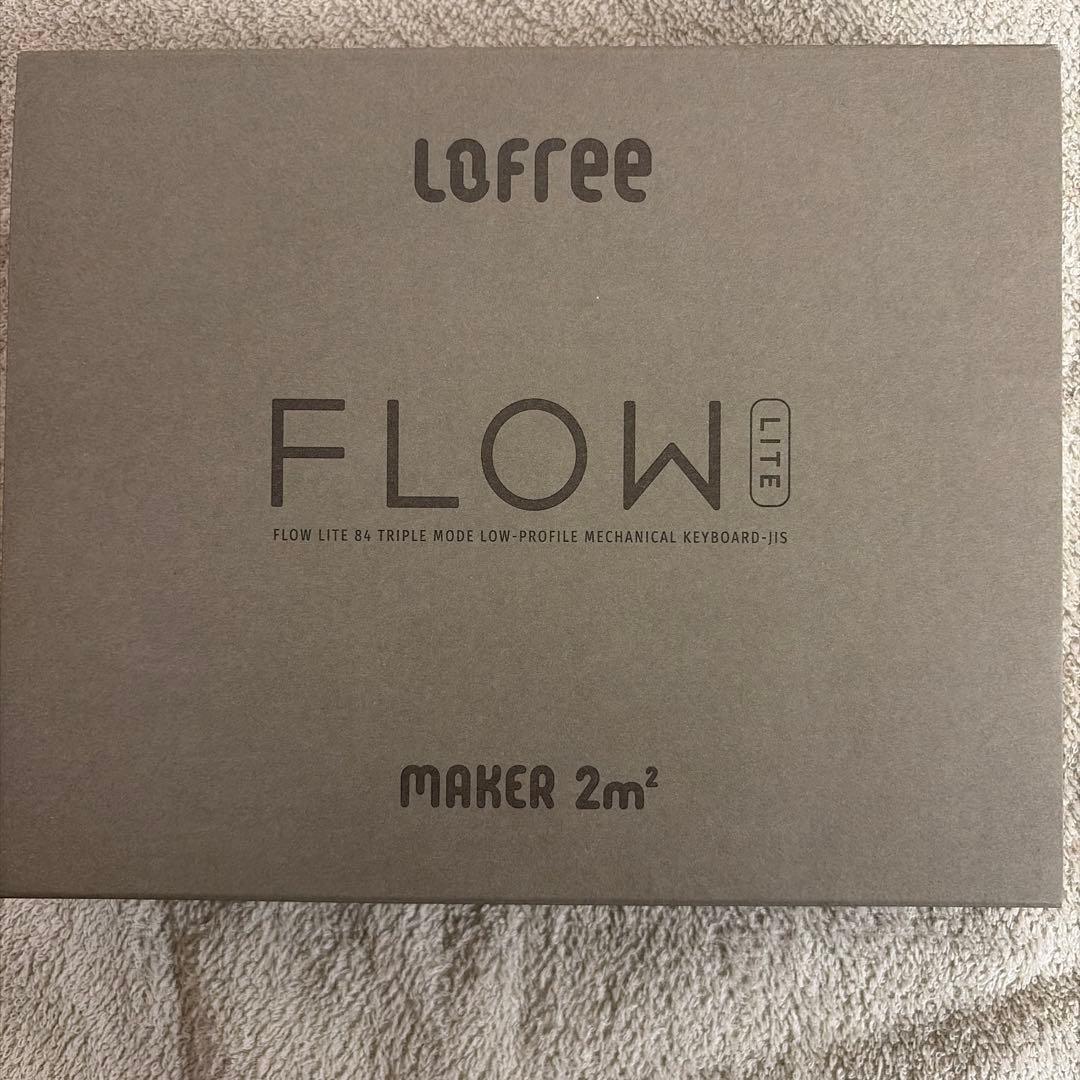 LOFREE
FLOW LITE
FLOW LITE 84 TRIPLE MODE LOW-PROFILE MECHANICAL KEYBOARD-JIS
MAKER 2m²